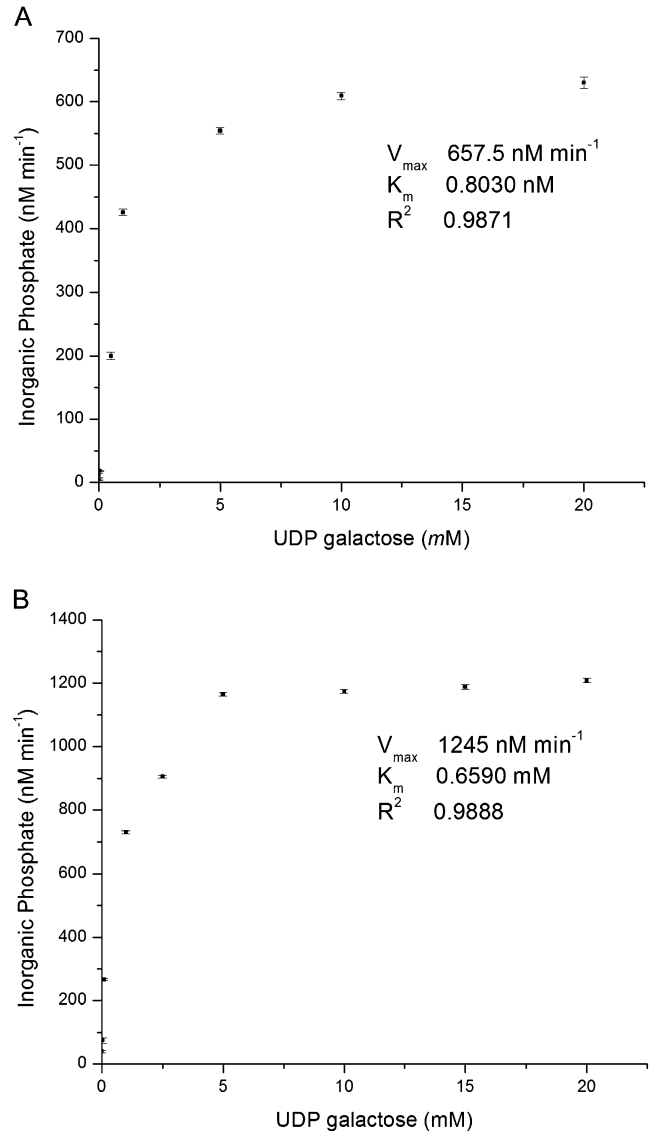 A
700
600
500
400
300
200
100
0
Inorganic Phosphate (nM min⁻¹)
Vmax 657.5 nM min⁻¹
Km 0.8030 nM
R² 0.9871
0 5 10 15 20
UDP galactose (mM)
B
1400
1200
1000
800
600
400
200
0
Inorganic Phosphate (nM min⁻¹)
Vmax 1245 nM min⁻¹
Km 0.6590 mM
R² 0.9888
0 5 10 15 20
UDP galactose (mM)